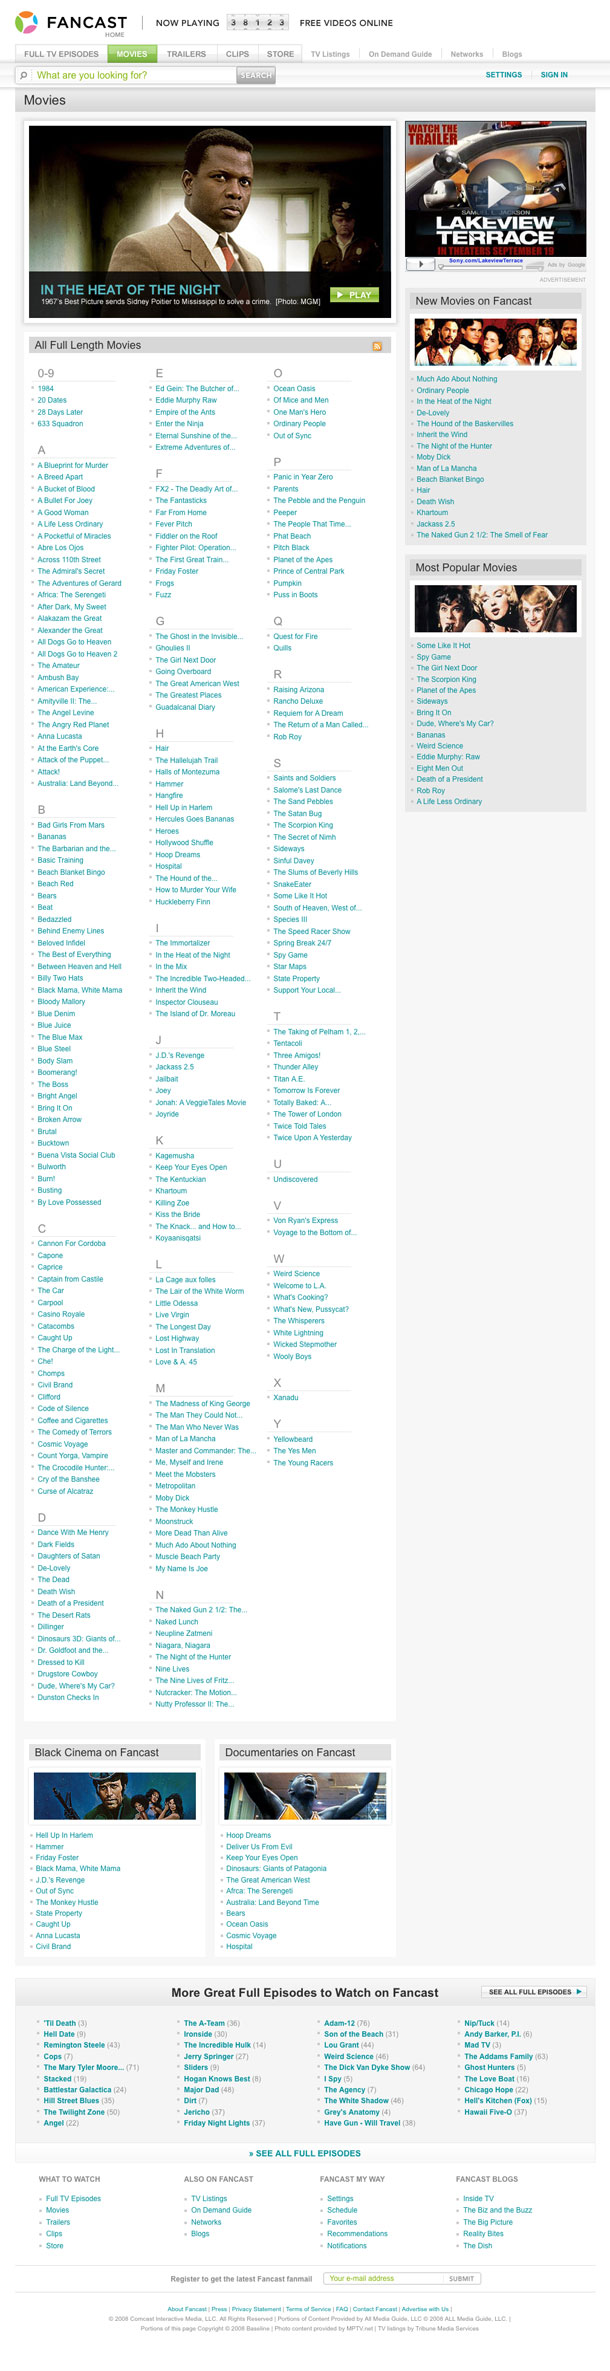 FANCAST
HOME
NOW PLAYING 38123 FREE VIDEOS ONLINE
FULL TV EPISODES MOVIES TRAILERS CLIPS STORE TV Listings On Demand Guide Networks Blogs
What are you looking for? SEARCH SETTINGS SIGN IN
Movies
IN THE HEAT OF THE NIGHT
1967's Best Picture sends Sidney Poitier to Mississippi to solve a crime. [Photo: MGM]
PLAY
All Full Length Movies
0-9
1984
20 Dates
28 Days Later
633 Squadron
A
A Blueprint for Murder
A Breed Apart
A Bucket of Blood
A Bullet For Joey
A Good Woman
A Life Less Ordinary
A Pocketful of Miracles
Abre Los Ojos
Across 110th Street
The Admiral's Secret
The Adventures of Gerard
Africa: The Serengeti
After Dark, My Sweet
Alakazam the Great
Alexander the Great
All Dogs Go to Heaven
All Dogs Go to Heaven 2
The Amateur
Ambush Bay
American Experience:...
Amityville II: The...
The Angel Levine
The Angry Red Planet
Anna Lucasta
At the Earth's Core
Attack of the Puppet...
Attack!
Australia: Land Beyond...
B
Bad Girls From Mars
Bananas
The Barbarian and the...
Basic Training
Beach Blanket Bingo
Beach Red
Bears
Beat
Bedazzled
Behind Enemy Lines
Beloved Infidel
The Best of Everything
Between Heaven and Hell
Billy Two Hats
Black Mama, White Mama
Bloody Mallory
Blue Denim
Blue Juice
The Blue Max
Blue Steel
Body Slam
Boomerang!
The Boss
Bright Angel
Bring It On
Broken Arrow
Brutal
Bucktown
Buena Vista Social Club
Bulworth
Burn!
Busting
By Love Possessed
C
Cannon For Cordoba
Capone
Caprice
Captain from Castile
The Car
Carpool
Casino Royale
Catacombs
Caught Up
The Charge of the Light...
Che!
Chomps
Civil Brand
Clifford
Code of Silence
Coffee and Cigarettes
The Comedy of Terrors
Cosmic Voyage
Count Yorga, Vampire
The Crocodile Hunter:...
Cry of the Banshee
Curse of Alcatraz
D
Dance With Me Henry
Dark Fields
Daughters of Satan
De-Lovely
The Dead
Death Wish
Death of a President
The Desert Rats
Dillinger
Dinosaurs 3D: Giants of...
Dr. Goldfoot and the...
Dressed to Kill
Drugstore Cowboy
Dude, Where's My Car?
Dunston Checks In
E
Ed Gein: The Butcher of...
Eddie Murphy Raw
Empire of the Ants
Enter the Ninja
Eternal Sunshine of the...
Extreme Adventures of...
F
FX2 - The Deadly Art of...
The Fantasticks
Far From Home
Fever Pitch
Fiddler on the Roof
Fighter Pilot: Operation...
The First Great Train...
Friday Foster
Frogs
Fuzz
G
The Ghost in the Invisible...
Ghoulies II
The Girl Next Door
Going Overboard
The Great American West
The Greatest Places
Guadalcanal Diary
H
Hair
The Hallelujah Trail
Halls of Montezuma
Hammer
Hangfire
Hell Up in Harlem
Hercules Goes Bananas
Heroes
Hollywood Shuffle
Hoop Dreams
Hospital
The Hound of the...
How to Murder Your Wife
Huckleberry Finn
I
The Immortalizer
In the Heat of the Night
In the Mix
The Incredible Two-Headed...
Inherit the Wind
Inspector Clouseau
The Island of Dr. Moreau
J
J.D.'s Revenge
Jackass 2.5
Jailbait
Joey
Jonah: A VeggieTales Movie
Joyride
K
Kagemusha
Keep Your Eyes Open
The Kentuckian
Khartoum
Killing Zoe
Kiss the Bride
The Knack... and How to...
Koyaanisqatsi
L
La Cage aux folles
The Lair of the White Worm
Little Odessa
Live Virgin
The Longest Day
Lost Highway
Lost In Translation
Love & A. 45
M
The Madness of King George
The Man They Could Not...
The Man Who Never Was
Man of La Mancha
Master and Commander: The...
Me, Myself and Irene
Meet the Mobsters
Metropolitan
Moby Dick
The Monkey Hustle
Moonstruck
More Dead Than Alive
Much Ado About Nothing
Muscle Beach Party
My Name Is Joe
N
The Naked Gun 2 1/2: The...
Naked Lunch
Neupline Zatmeni
Niagara, Niagara
The Night of the Hunter
Nine Lives
The Nine Lives of Fritz...
Nutcracker: The Motion...
Nutty Professor II: The...
O
Ocean Oasis
Of Mice and Men
One Man's Hero
Ordinary People
Out of Sync
P
Panic in Year Zero
Parents
The Pebble and the Penguin
Peeper
The People That Time...
Phat Beach
Pitch Black
Planet of the Apes
Prince of Central Park
Pumpkin
Puss in Boots
Q
Quest for Fire
Quills
R
Raising Arizona
Rancho Deluxe
Requiem for A Dream
The Return of a Man Called...
Rob Roy
S
Saints and Soldiers
Salome's Last Dance
The Sand Pebbles
The Satan Bug
The Scorpion King
The Secret of Nimh
Sideways
Sinful Davey
The Slums of Beverly Hills
SnakeEater
Some Like It Hot
South of Heaven, West of...
Species III
The Speed Racer Show
Spring Break 24/7
Spy Game
Star Maps
State Property
Support Your Local...
T
The Taking of Pelham 1, 2,...
Tentacoli
Three Amigos!
Thunder Alley
Titan A.E.
Tomorrow Is Forever
Totally Baked: A...
The Tower of London
Twice Told Tales
Twice Upon A Yesterday
U
Undiscovered
V
Von Ryan's Express
Voyage to the Bottom of...
W
Weird Science
Welcome to L.A.
What's Cooking?
What's New, Pussycat?
The Whisperers
White Lightning
Wicked Stepmother
Wooly Boys
X
Xanadu
Y
Yellowbeard
The Yes Men
The Young Racers
WATCH THE
TRAILER
SAMUEL L. JACKSON
LAKEVIEW
TERRACE
IN THEATERS SEPTEMBER 19
Sony.com/LakeviewTerrace
Ads by Google
ADVERTISEMENT
New Movies on Fancast
Much Ado About Nothing
Ordinary People
In the Heat of the Night
De-Lovely
The Hound of the Baskervilles
Inherit the Wind
The Night of the Hunter
Moby Dick
Man of La Mancha
Beach Blanket Bingo
Hair
Death Wish
Khartoum
Jackass 2.5
The Naked Gun 2 1/2: The Smell of Fear
Most Popular Movies
Some Like It Hot
Spy Game
The Girl Next Door
The Scorpion King
Planet of the Apes
Sideways
Bring It On
Dude, Where's My Car?
Bananas
Weird Science
Eddie Murphy: Raw
Eight Men Out
Death of a President
Rob Roy
A Life Less Ordinary
Black Cinema on Fancast
Hell Up In Harlem
Hammer
Friday Foster
Black Mama, White Mama
J.D.'s Revenge
Out of Sync
The Monkey Hustle
State Property
Caught Up
Anna Lucasta
Civil Brand
Documentaries on Fancast
Hoop Dreams
Deliver Us From Evil
Keep Your Eyes Open
Dinosaurs: Giants of Patagonia
The Great American West
Afrca: The Serengeti
Australia: Land Beyond Time
Bears
Ocean Oasis
Cosmic Voyage
Hospital
More Great Full Episodes to Watch on Fancast
SEE ALL FULL EPISODES
'Til Death (3)
Hell Date (9)
Remington Steele (43)
Cops (7)
The Mary Tyler Moore... (71)
Stacked (19)
Battlestar Galactica (24)
Hill Street Blues (35)
The Twilight Zone (50)
Angel (22)
The A-Team (36)
Ironside (30)
The Incredible Hulk (14)
Jerry Springer (27)
Sliders (9)
Hogan Knows Best (8)
Major Dad (48)
Dirt (7)
Jericho (37)
Friday Night Lights (37)
Adam-12 (76)
Son of the Beach (31)
Lou Grant (44)
Weird Science (46)
The Dick Van Dyke Show (64)
I Spy (5)
The Agency (7)
The White Shadow (46)
Grey's Anatomy (4)
Have Gun - Will Travel (38)
Nip/Tuck (14)
Andy Barker, P.I. (6)
Mad TV (3)
The Addams Family (63)
Ghost Hunters (5)
The Love Boat (16)
Chicago Hope (22)
Hell's Kitchen (Fox) (15)
Hawaii Five-O (37)
» SEE ALL FULL EPISODES
WHAT TO WATCH
Full TV Episodes
Movies
Trailers
Clips
Store
ALSO ON FANCAST
TV Listings
On Demand Guide
Networks
Blogs
FANCAST MY WAY
Settings
Schedule
Favorites
Recommendations
Notifications
FANCAST BLOGS
Inside TV
The Biz and the Buzz
The Big Picture
Reality Bites
The Dish
Register to get the latest Fancast fanmail Your e-mail address SUBMIT
About Fancast | Press | Privacy Statement | Terms of Service | FAQ | Contact Fancast | Advertise with Us |
© 2008 Comcast Interactive Media, LLC. All Rights Reserved | Portions of Content Provided by All Media Guide, LLC © 2008 ALL Media Guide, LLC. |
Portions of this page Copyright © 2008 Baseline | Photo content provided by MPTV.net | TV listings by Tribune Media Services